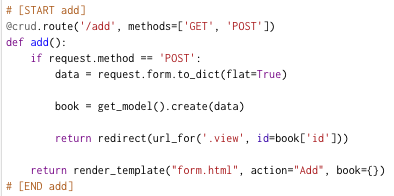 # [START add]
@crud.route('/add', methods=['GET', 'POST'])
def add():
    if request.method == 'POST':
        data = request.form.to_dict(flat=True)

        book = get_model().create(data)

        return redirect(url_for('.view', id=book['id']))

    return render_template("form.html", action="Add", book={})
# [END add]